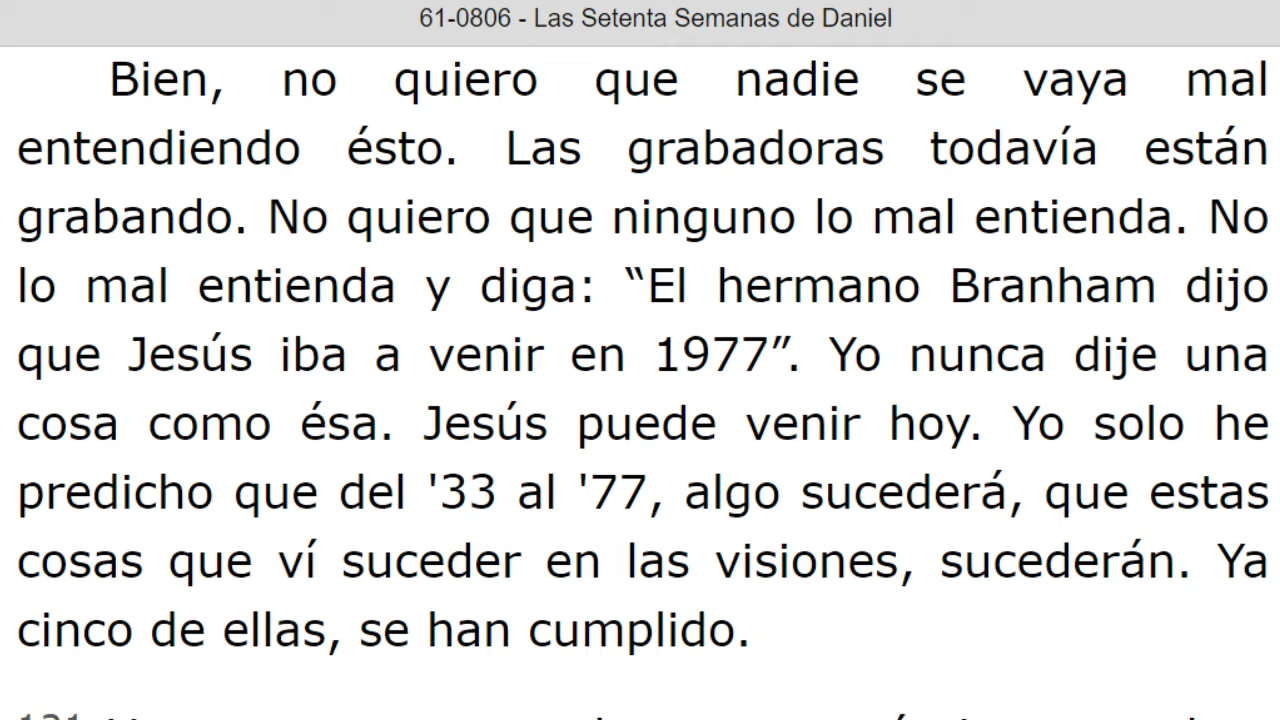 61-0806 - Las Setenta Semanas de Daniel
Bien, no quiero que nadie se vaya mal
entendiendo ésto. Las grabadoras todavía están
grabando. No quiero que ninguno lo mal entienda. No
lo mal entienda y diga: “El hermano Branham dijo
que Jesús iba a venir en 1977”. Yo nunca dije una
cosa como ésa. Jesús puede venir hoy. Yo solo he
predicho que del '33 al '77, algo sucederá, que estas
cosas que ví suceder en las visiones, sucederán. Ya
cinco de ellas, se han cumplido.